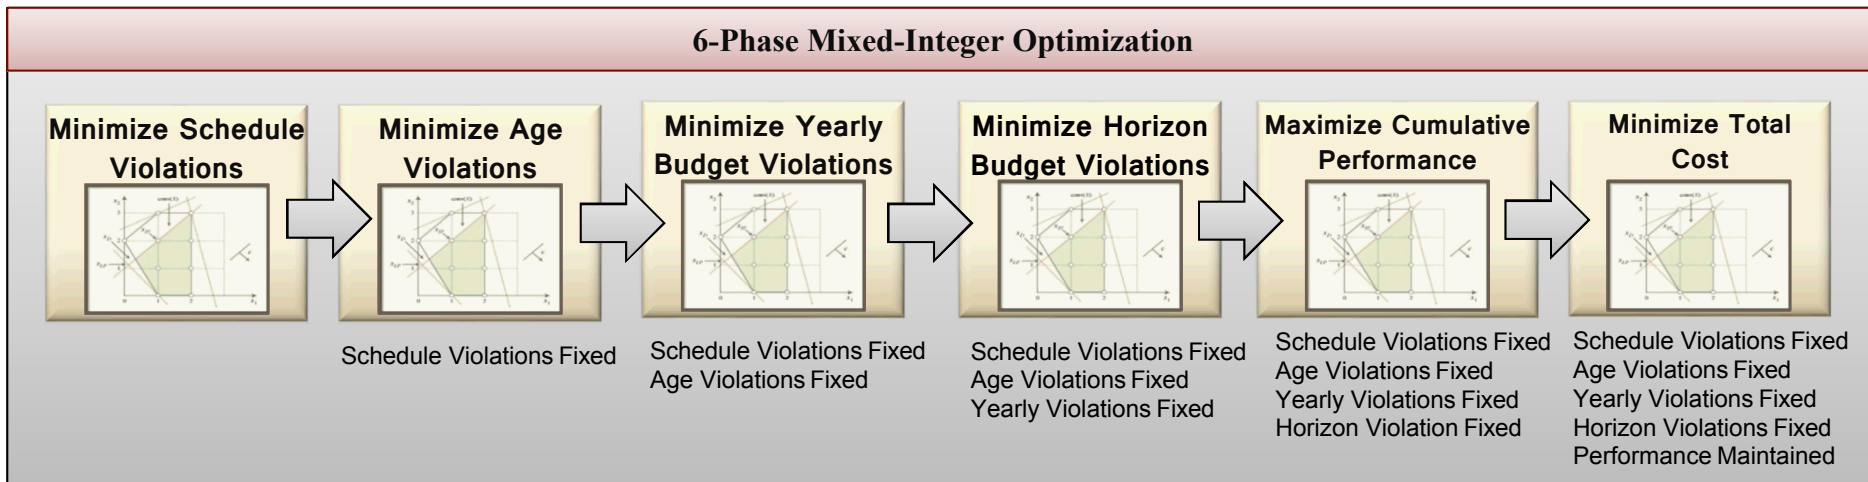 6-Phase Mixed-Integer Optimization
Minimize Schedule
Violations
Minimize Age
Violations
Minimize Yearly
Budget Violations
Minimize Horizon
Budget Violations
Maximize Cumulative
Performance
Minimize Total
Cost
Schedule Violations Fixed
Schedule Violations Fixed
Age Violations Fixed
Schedule Violations Fixed
Age Violations Fixed
Yearly Violations Fixed
Schedule Violations Fixed
Age Violations Fixed
Yearly Violations Fixed
Horizon Violation Fixed
Schedule Violations Fixed
Age Violations Fixed
Yearly Violations Fixed
Horizon Violations Fixed
Performance Maintained